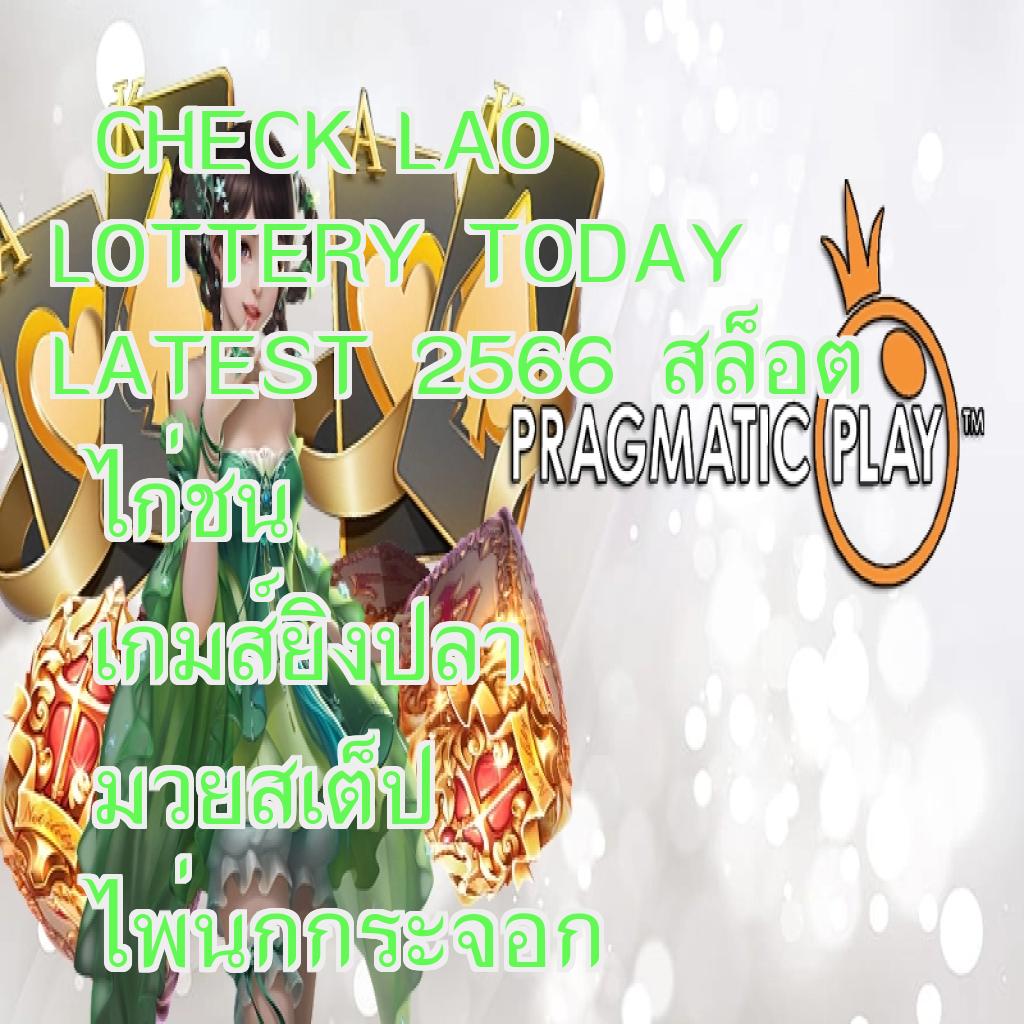 CHECK LAO
LOTTERY TODAY
LATEST 2566 สล็อต
PRAGMATIC PLAY™
ไก่ชน
เกมส์ยิงปลา
มวยสเต็ป
ไพ่นกกระจอก
K
A
K
A